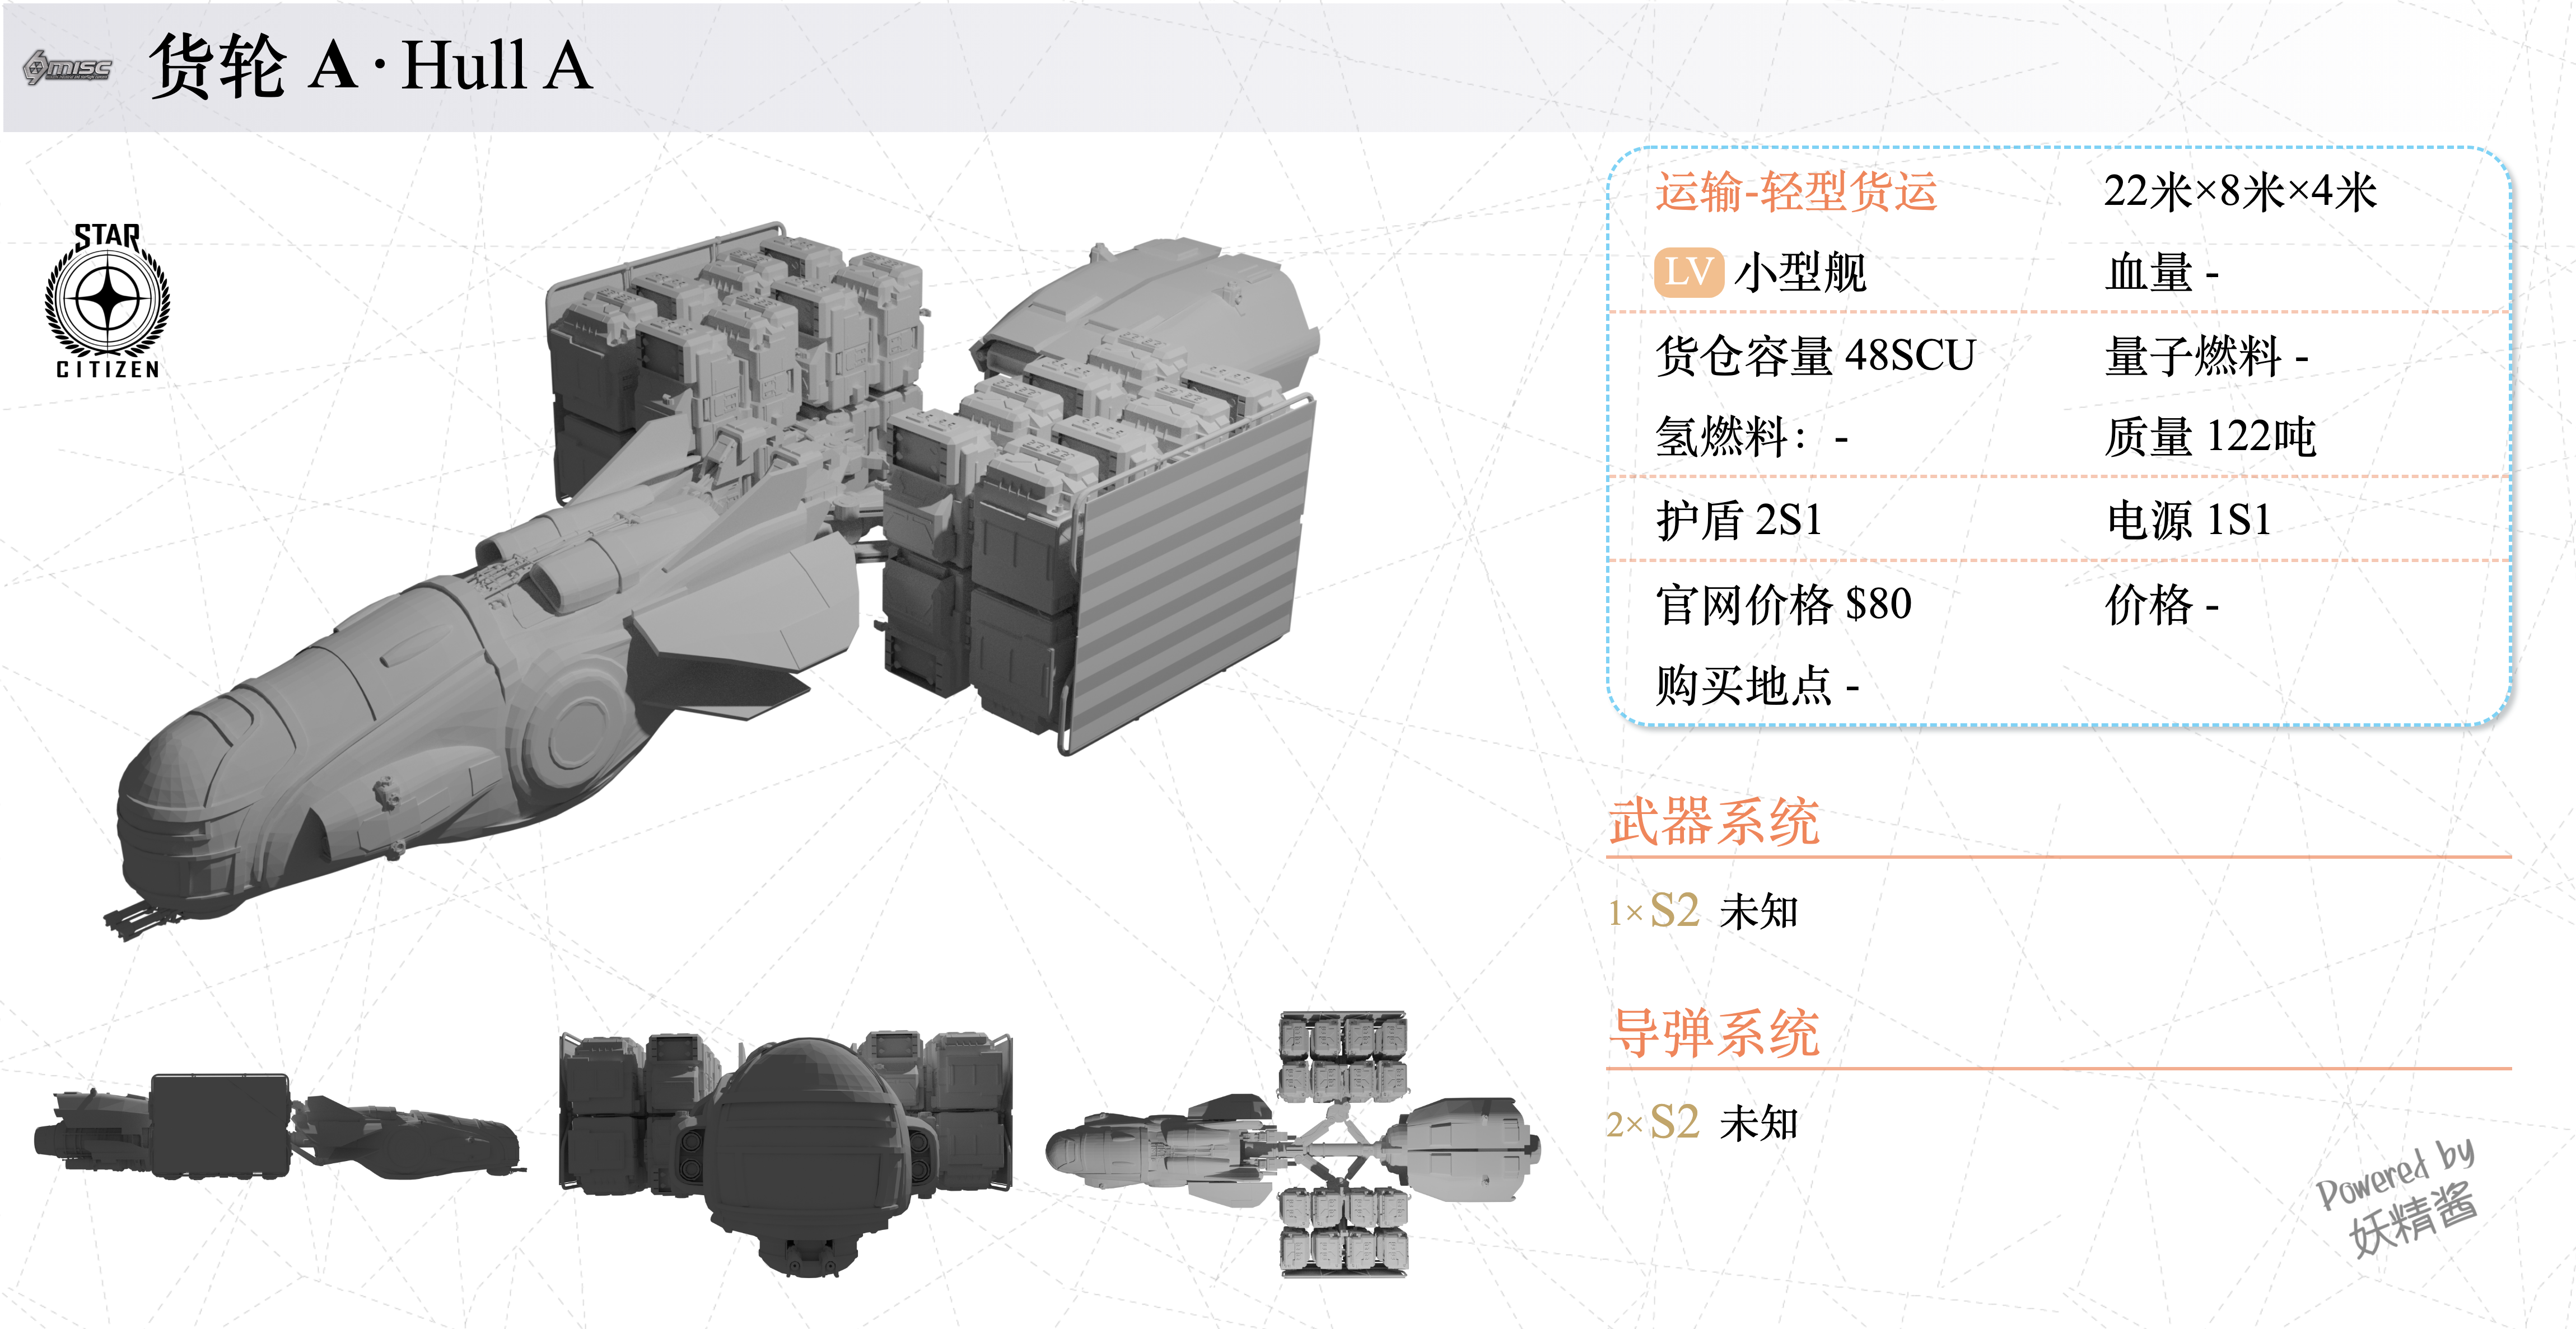 MISC
货轮 A · Hull A
STAR
CITIZEN
运输-轻型货运
22米×8米×4米
LV 小型舰
血量 -
货仓容量 48SCU
量子燃料 -
氢燃料： -
质量 122吨
护盾 2S1
电源 1S1
官网价格 $80
价格 -
购买地点 -
武器系统
1× S2 未知
导弹系统
2× S2 未知
Powered by
妖精酱